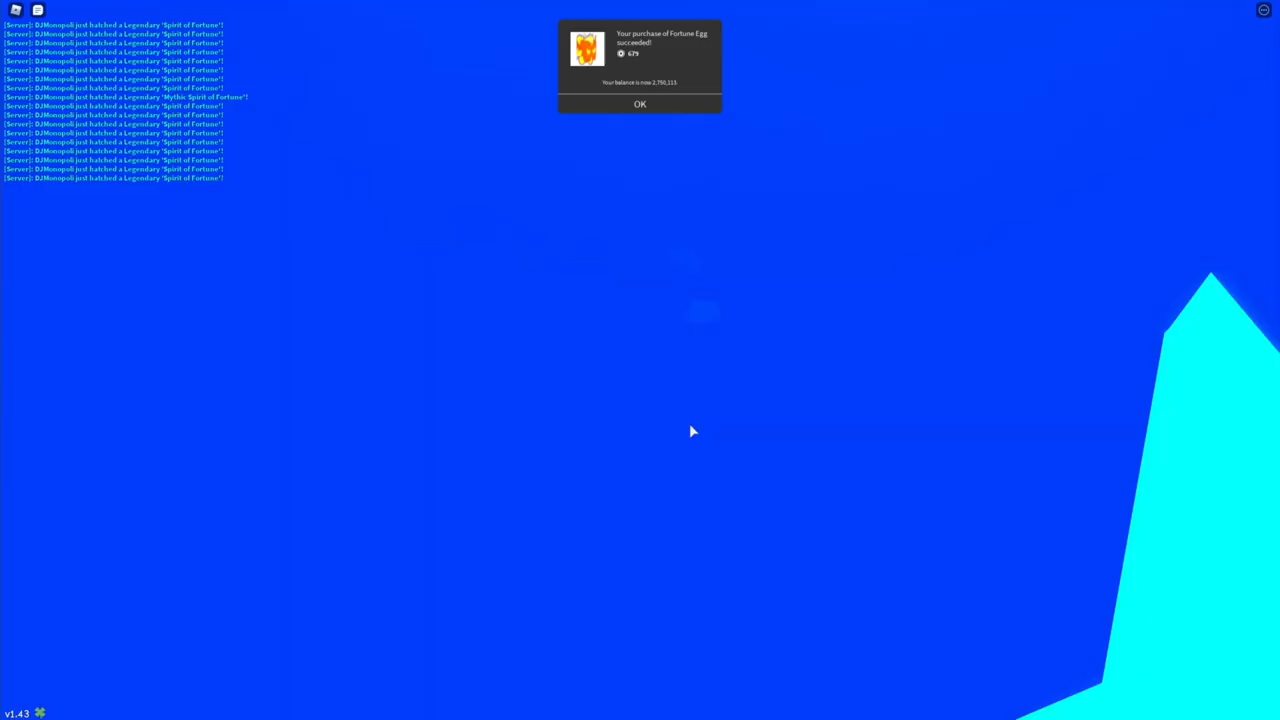 [Server]: DJMonopoli just hatched a Legendary 'Spirit of Fortune'!
[Server]: DJMonopoli just hatched a Legendary 'Spirit of Fortune'!
[Server]: DJMonopoli just hatched a Legendary 'Spirit of Fortune'!
[Server]: DJMonopoli just hatched a Legendary 'Spirit of Fortune'!
[Server]: DJMonopoli just hatched a Legendary 'Spirit of Fortune'!
[Server]: DJMonopoli just hatched a Legendary 'Spirit of Fortune'!
[Server]: DJMonopoli just hatched a Legendary 'Spirit of Fortune'!
[Server]: DJMonopoli just hatched a Legendary 'Spirit of Fortune'!
[Server]: DJMonopoli just hatched a Legendary 'Mythic Spirit of Fortune'!
[Server]: DJMonopoli just hatched a Legendary 'Spirit of Fortune'!
[Server]: DJMonopoli just hatched a Legendary 'Spirit of Fortune'!
[Server]: DJMonopoli just hatched a Legendary 'Spirit of Fortune'!
[Server]: DJMonopoli just hatched a Legendary 'Spirit of Fortune'!
[Server]: DJMonopoli just hatched a Legendary 'Spirit of Fortune'!
[Server]: DJMonopoli just hatched a Legendary 'Spirit of Fortune'!
[Server]: DJMonopoli just hatched a Legendary 'Spirit of Fortune'!
[Server]: DJMonopoli just hatched a Legendary 'Spirit of Fortune'!
[Server]: DJMonopoli just hatched a Legendary 'Spirit of Fortune'!
Your purchase of Fortune Egg
succeeded!
679
Your balance is now 2,750,113.
OK
v1.43